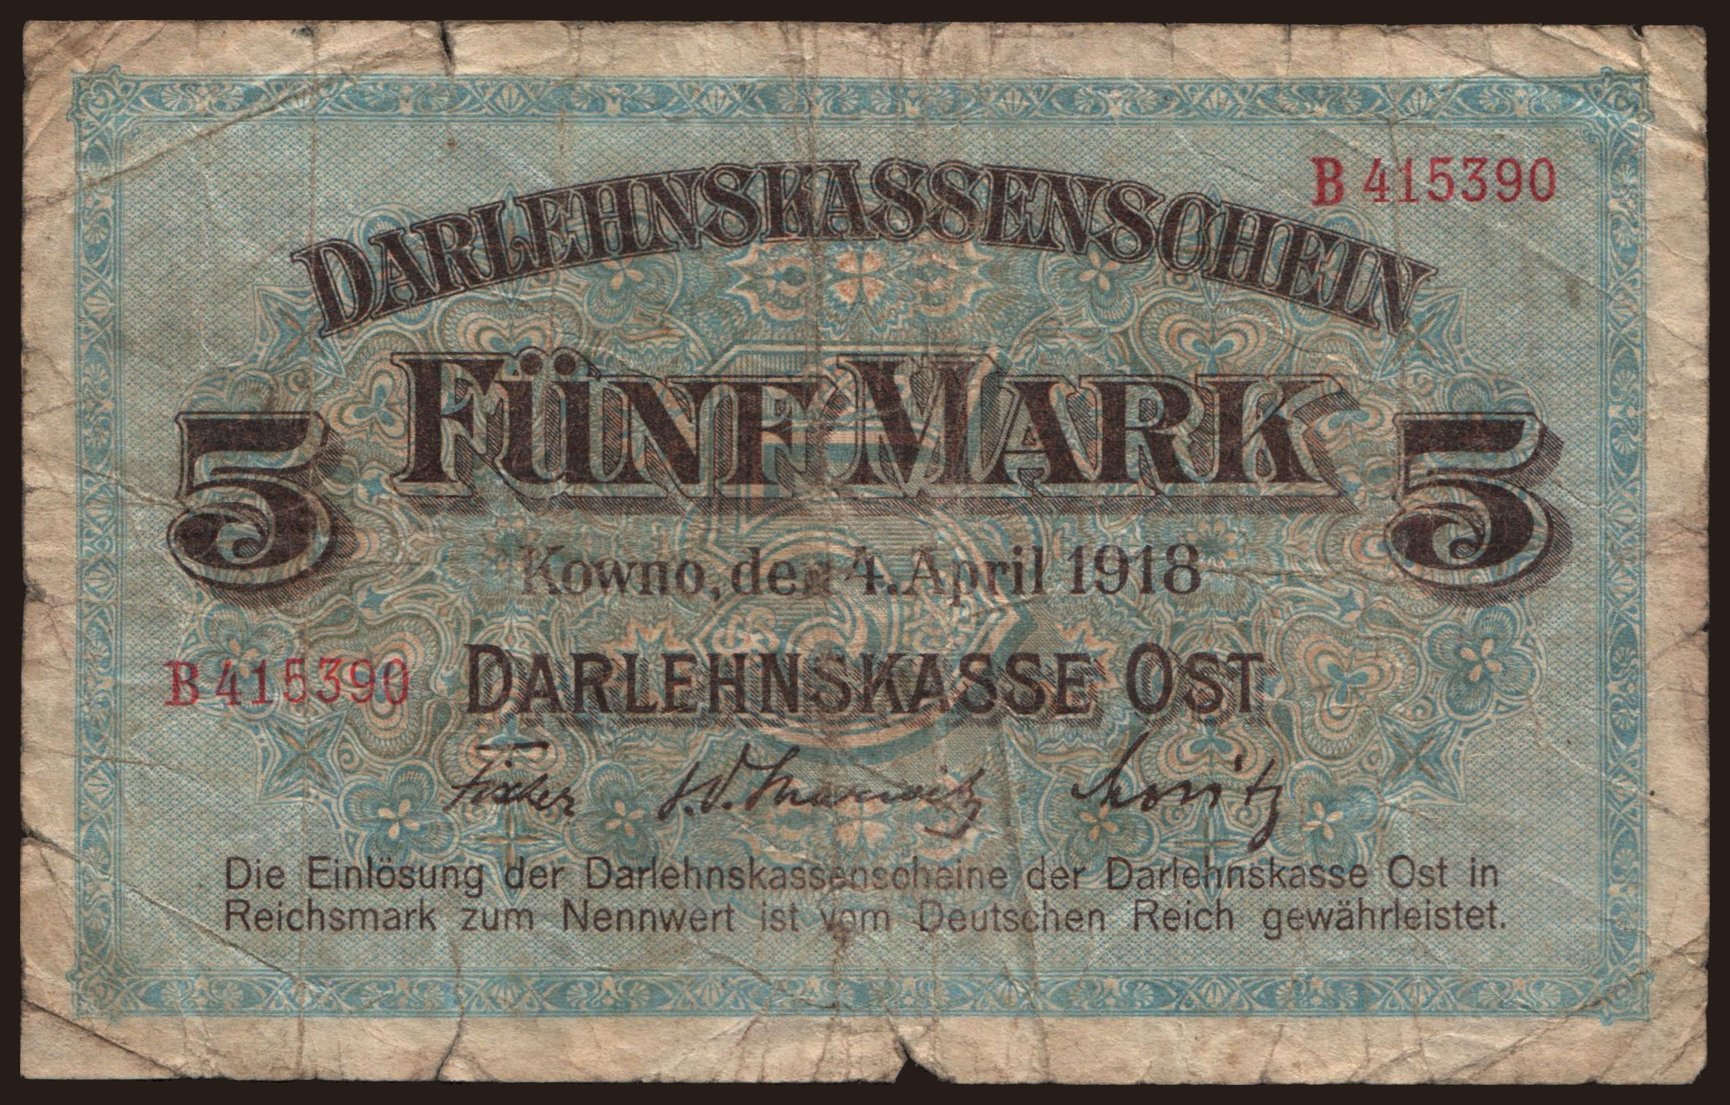 B 415390
DARLEHNSKASSENSCHEIN
FÜNF MARK
5 5
Kowno, den 4. April 1918
B 415390
DARLEHNSKASSE OST
Fischer
Die Einlösung der Darlehnskassenscheine der Darlehnskasse Ost in
Reichsmark zum Nennwert ist vom Deutschen Reich gewährleistet.